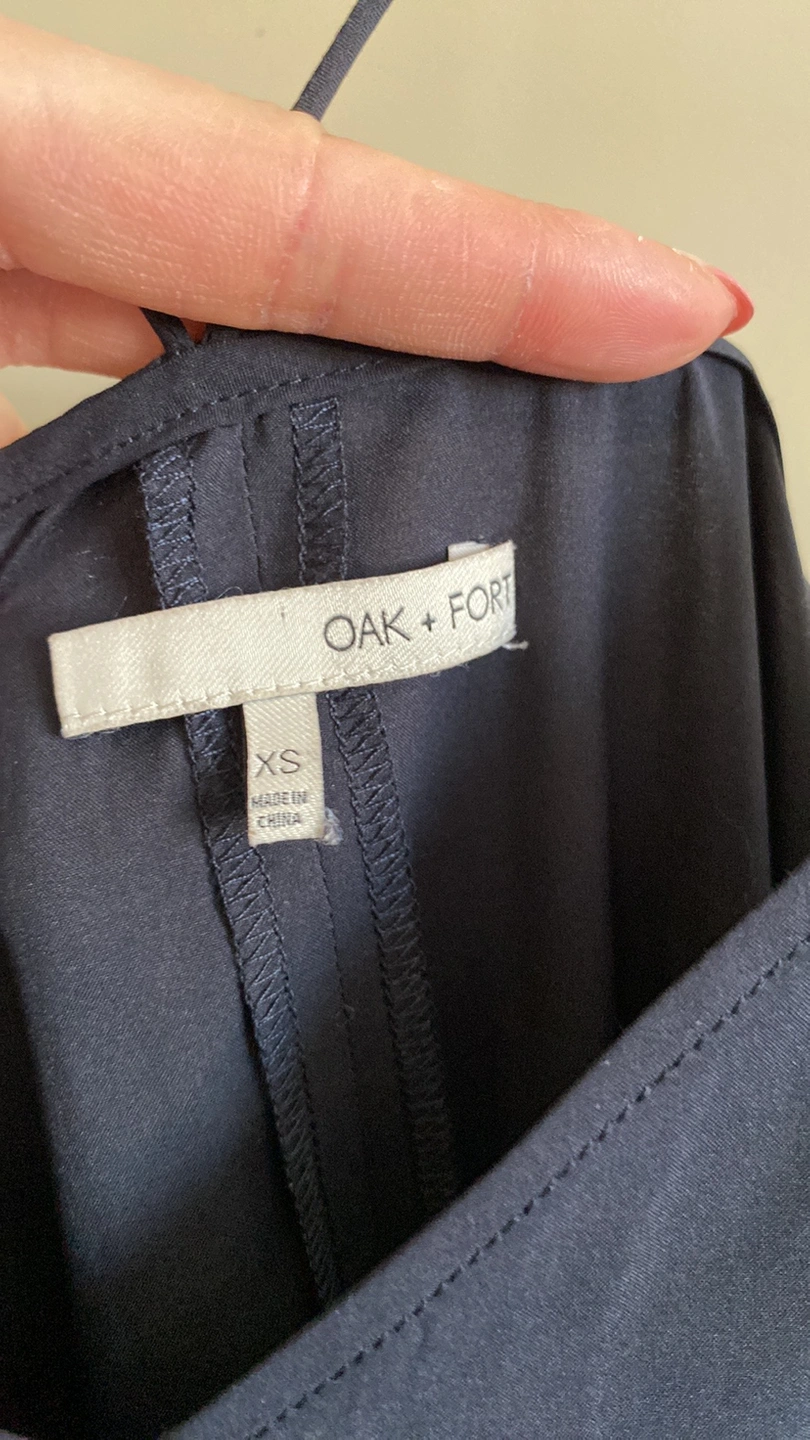 OAK + FORT
XS
MADE IN
CHINA